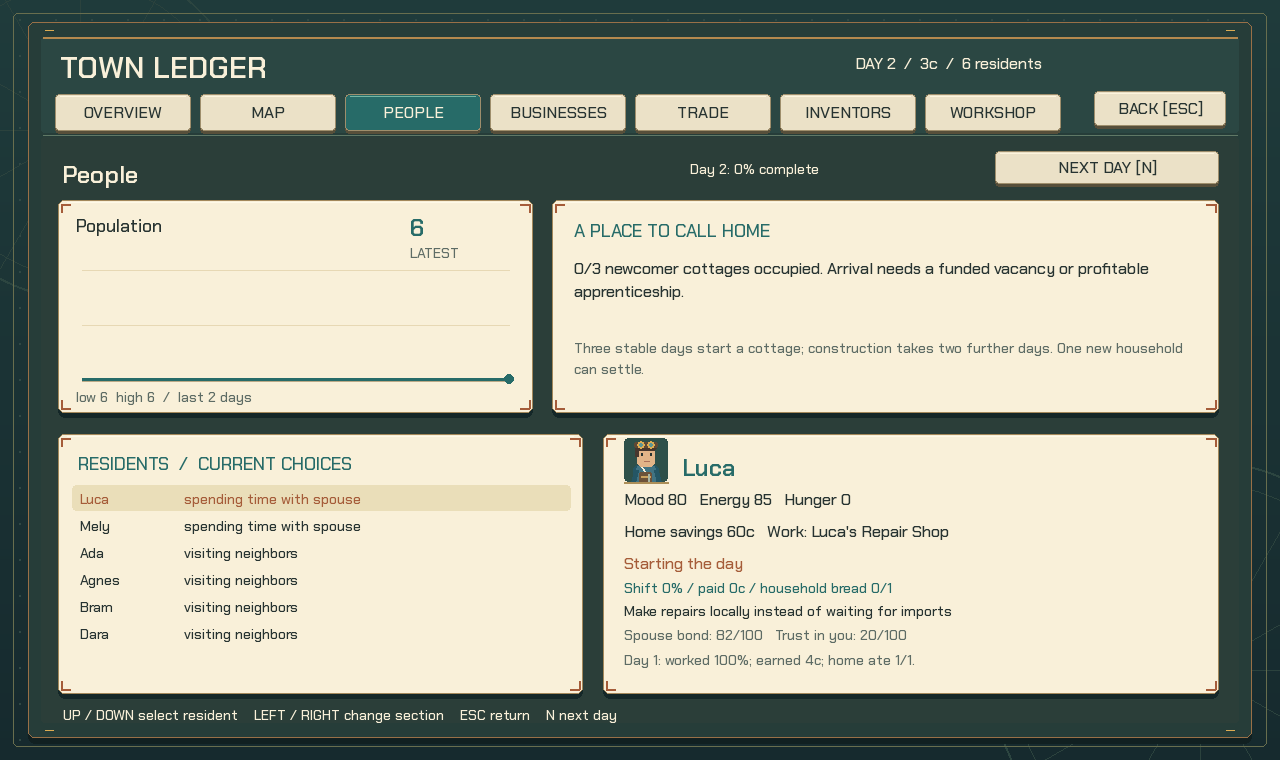 TOWN LEDGER
DAY 2 / 3c / 6 residents
OVERVIEW
MAP
PEOPLE
BUSINESSES
TRADE
INVENTORS
WORKSHOP
BACK [ESC]
People
Day 2: 0% complete
NEXT DAY [N]
Population
6
LATEST
low 6 high 6 / last 2 days
A PLACE TO CALL HOME
0/3 newcomer cottages occupied. Arrival needs a funded vacancy or profitable
apprenticeship.
Three stable days start a cottage; construction takes two further days. One new household
can settle.
RESIDENTS / CURRENT CHOICES
Luca spending time with spouse
Mely spending time with spouse
Ada visiting neighbors
Agnes visiting neighbors
Bram visiting neighbors
Dara visiting neighbors
Luca
Mood 80 Energy 85 Hunger 0
Home savings 60c Work: Luca's Repair Shop
Starting the day
Shift 0% / paid 0c / household bread 0/1
Make repairs locally instead of waiting for imports
Spouse bond: 82/100 Trust in you: 20/100
Day 1: worked 100%; earned 4c; home ate 1/1.
UP / DOWN select resident LEFT / RIGHT change section ESC return N next day